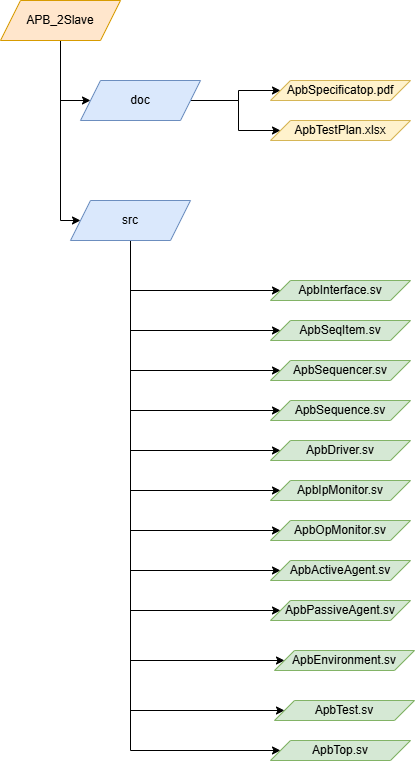 APB_2Slave
doc
ApbSpecificatop.pdf
ApbTestPlan.xlsx
src
ApbInterface.sv
ApbSeqItem.sv
ApbSequencer.sv
ApbSequence.sv
ApbDriver.sv
ApbIpMonitor.sv
ApbOpMonitor.sv
ApbActiveAgent.sv
ApbPassiveAgent.sv
ApbEnvironment.sv
ApbTest.sv
ApbTop.sv